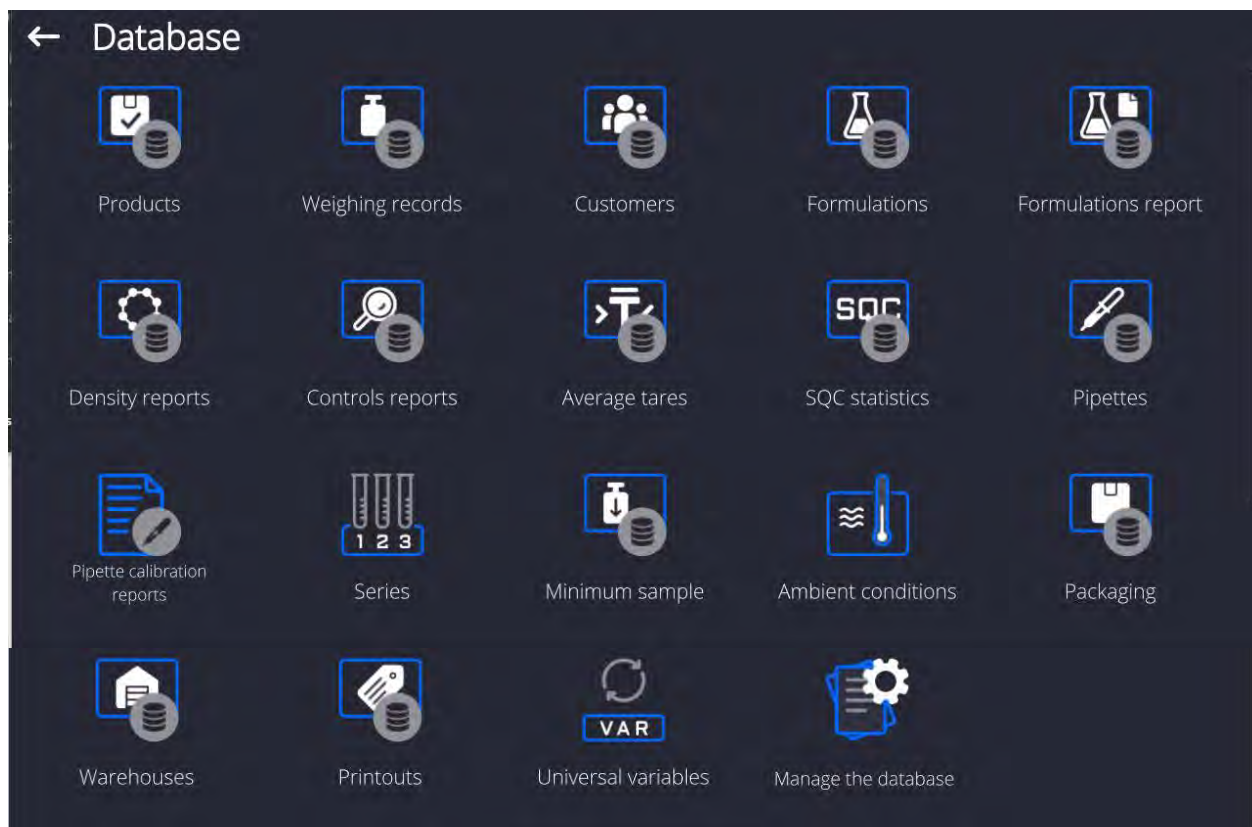 ← Database
Products
Weighing records
Customers
Formulations
Formulations report
SQC
Density reports
Controls reports
Average tares
SQC statistics
Pipettes
1 2 3
Pipette calibration
reports
Series
Minimum sample
Ambient conditions
Packaging
VAR
Warehouses
Printouts
Universal variables
Manage the database